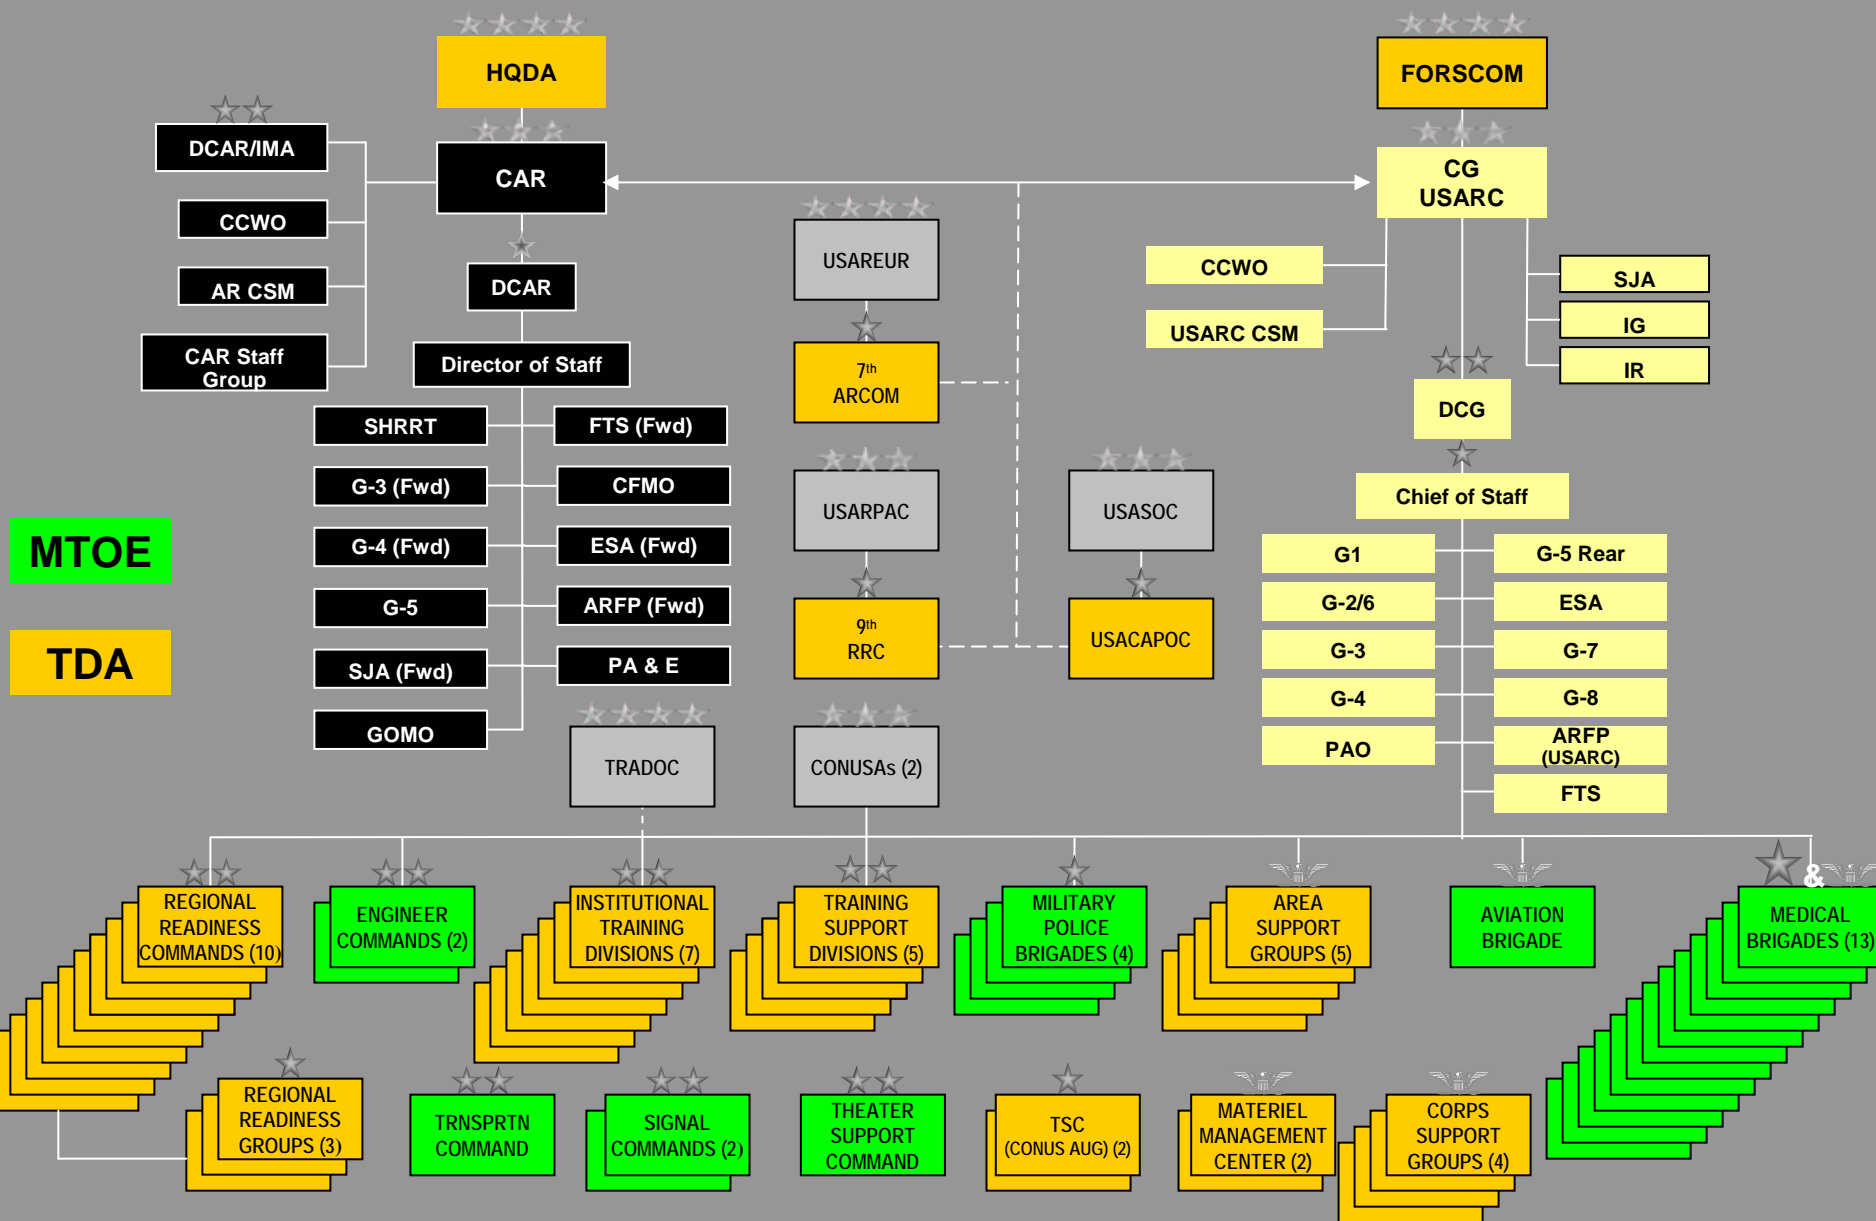 HQDA
FORSCOM
DCAR/IMA
CAR
CG
USARC
CCWO
AR CSM
CAR Staff
Group
DCAR
Director of Staff
SHRRT
FTS (Fwd)
G-3 (Fwd)
CFMO
G-4 (Fwd)
ESA (Fwd)
G-5
ARFP (Fwd)
SJA (Fwd)
PA & E
GOMO
MTOE
TDA
USAREUR
7th
ARCOM
USARPAC
9th
RRC
USASOC
USACAPOC
TRADOC
CONUSAs (2)
CCWO
USARC CSM
SJA
IG
IR
DCG
Chief of Staff
G1
G-5 Rear
G-2/6
ESA
G-3
G-7
G-4
G-8
PAO
ARFP
(USARC)
FTS
REGIONAL
READINESS
COMMANDS (10)
ENGINEER
COMMANDS (2)
INSTITUTIONAL
TRAINING
DIVISIONS (7)
TRAINING
SUPPORT
DIVISIONS (5)
MILITARY
POLICE
BRIGADES (4)
AREA
SUPPORT
GROUPS (5)
AVIATION
BRIGADE
&
MEDICAL
BRIGADES (13)
REGIONAL
READINESS
GROUPS (3)
TRNSPRTN
COMMAND
SIGNAL
COMMANDS (2)
THEATER
SUPPORT
COMMAND
TSC
(CONUS AUG) (2)
MATERIEL
MANAGEMENT
CENTER (2)
CORPS
SUPPORT
GROUPS (4)